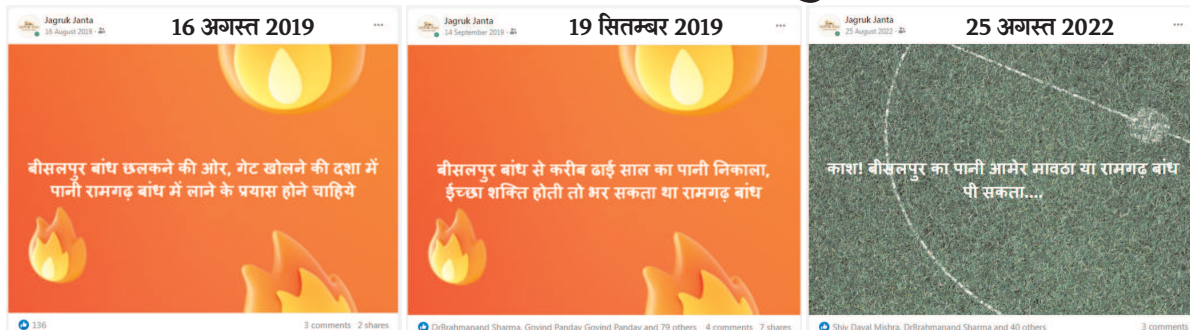 Jagruk Janta
16 August 2019
16 अगस्त 2019
बीसलपुर बांध छलकने की ओर, गेट खोलने की दशा में
पानी रामगढ़ बांध में लाने के प्रयास होने चाहिये
136
3 comments 2 shares
Jagruk Janta
14 September 2019
19 सितम्बर 2019
बीसलपुर बांध से करीब ढाई साल का पानी निकाला,
ईच्छा शक्ति होती तो भर सकता था रामगढ़ बांध
DrBrahmanand Sharma, Govind Panday Govind Panday and 79 others
4 comments 7 shares
Jagruk Janta
25 August 2022
25 अगस्त 2022
काश! बीसलपुर का पानी आमेर मावठा या रामगढ़ बांध
पी सकता....
Shiv Dayal Mishra, DrBrahmanand Sharma and 40 others
3 comments